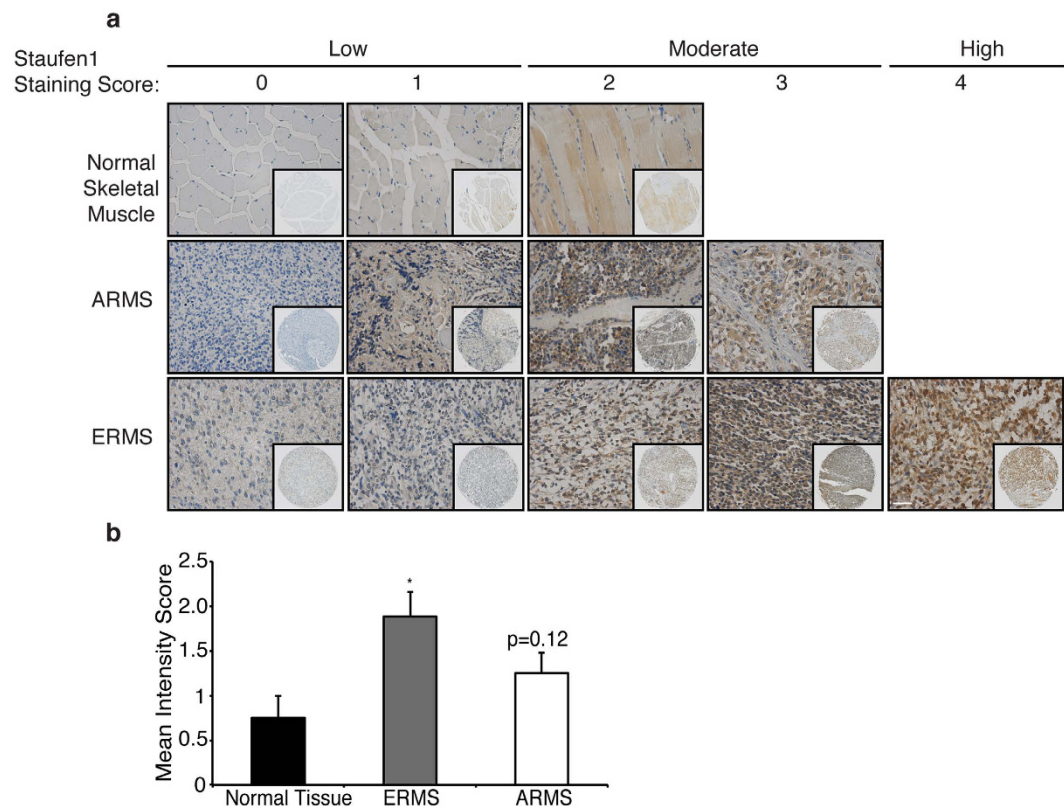 a
Low Moderate High
Staufen1
Staining Score: 0 1 2 3 4
Normal
Skeletal
Muscle
ARMS
ERMS
b
Mean Intensity Score
2.5
2.0
1.5
1
0.5
0
*
p=0.12
Normal Tissue ERMS ARMS